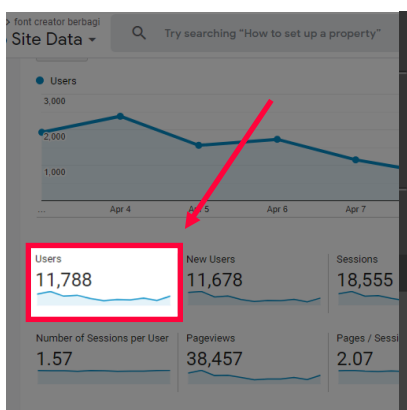 font creator berbagi
Site Data
Try searching "How to set up a property"
Users
3,000
2,000
1,000
...
Apr 4
Apr 5
Apr 6
Apr 7
Users
New Users
Sessions
11,788
11,678
18,555
Number of Sessions per User
Pageviews
Pages / Sessi
1.57
38,457
2.07